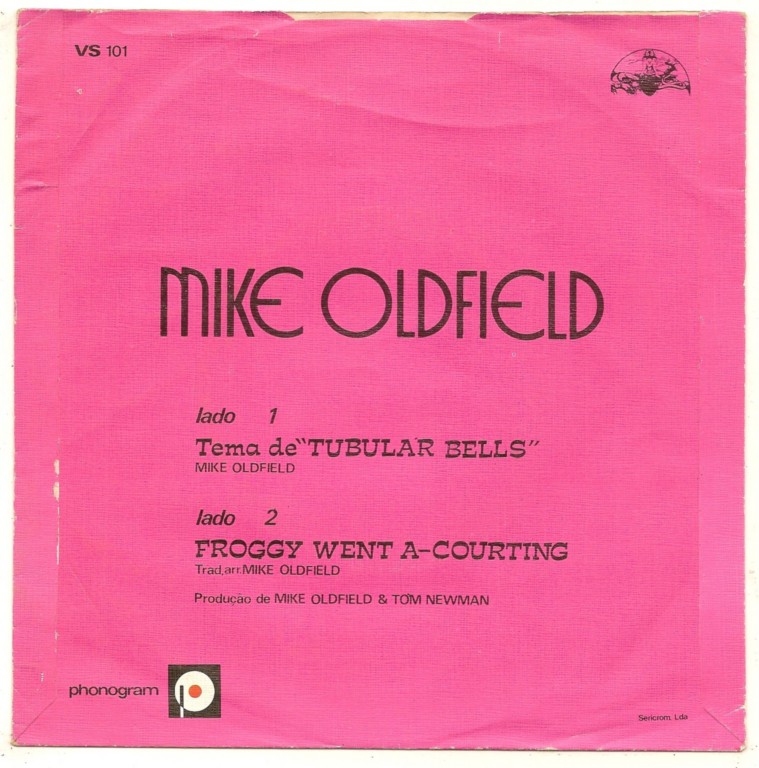 VS 101
MIKE OLDFIELD
lado 1
Tema de "TUBULAR BELLS"
MIKE OLDFIELD
lado 2
FROGGY WENT A-COURTING
Trad,arr.MIKE OLDFIELD
Produção de MIKE OLDFIELD & TOM NEWMAN
phonogram
Sericrom, Lda